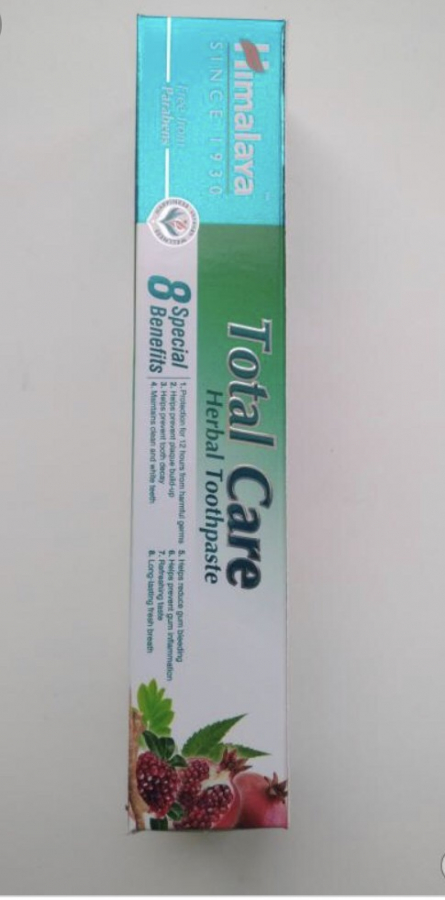 Himalaya
SINCE 1930
Free from
Parabens
Total Care
Herbal Toothpaste
8 Special
Benefits
1. Protection for 12 hours from harmful germs
2. Helps prevent plaque build-up
3. Helps prevent tooth decay
4. Maintains clean and white teeth
5. Helps reduce gum bleeding
6. Helps prevent gum inflammation
7. Refreshing taste
8. Long-lasting fresh breath